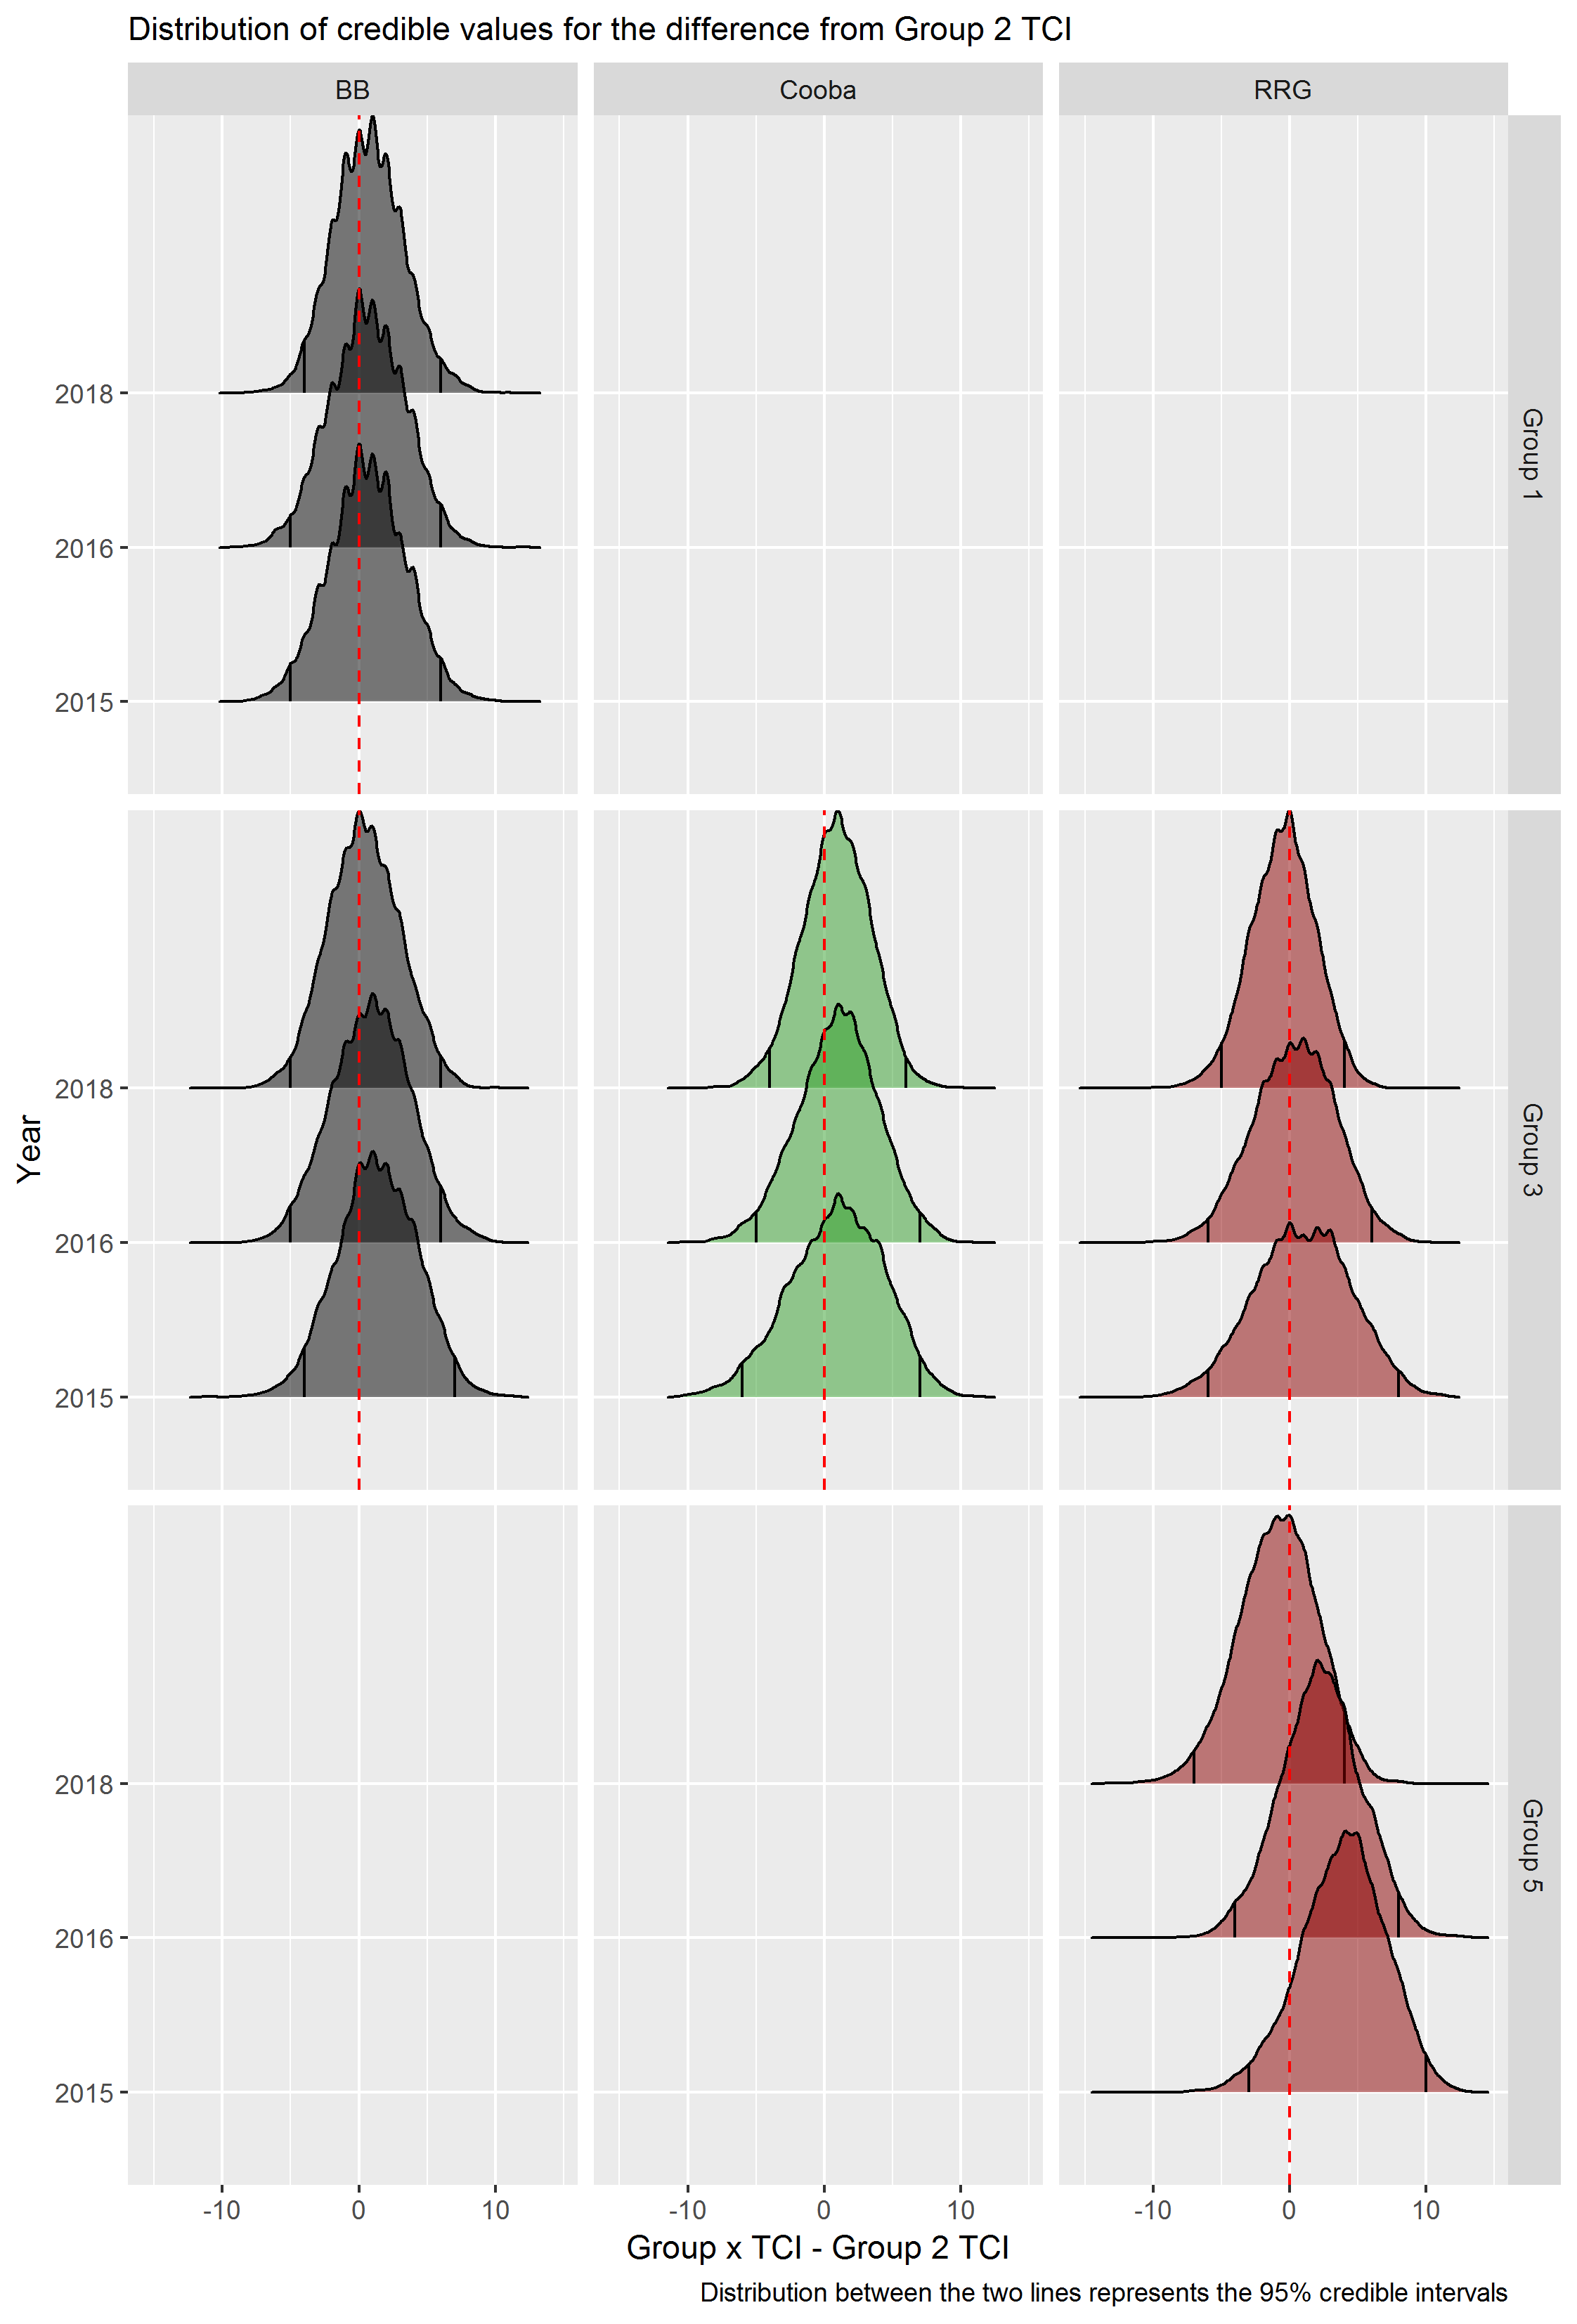 Distribution of credible values for the difference from Group 2 TCI
BB
Cooba
RRG
2018
2016
2015
Group 1
Year
2018
2016
2015
Group 3
2018
2016
2015
Group 5
-10 0 10 -10 0 10 -10 0 10
Group x TCI - Group 2 TCI
Distribution between the two lines represents the 95% credible intervals